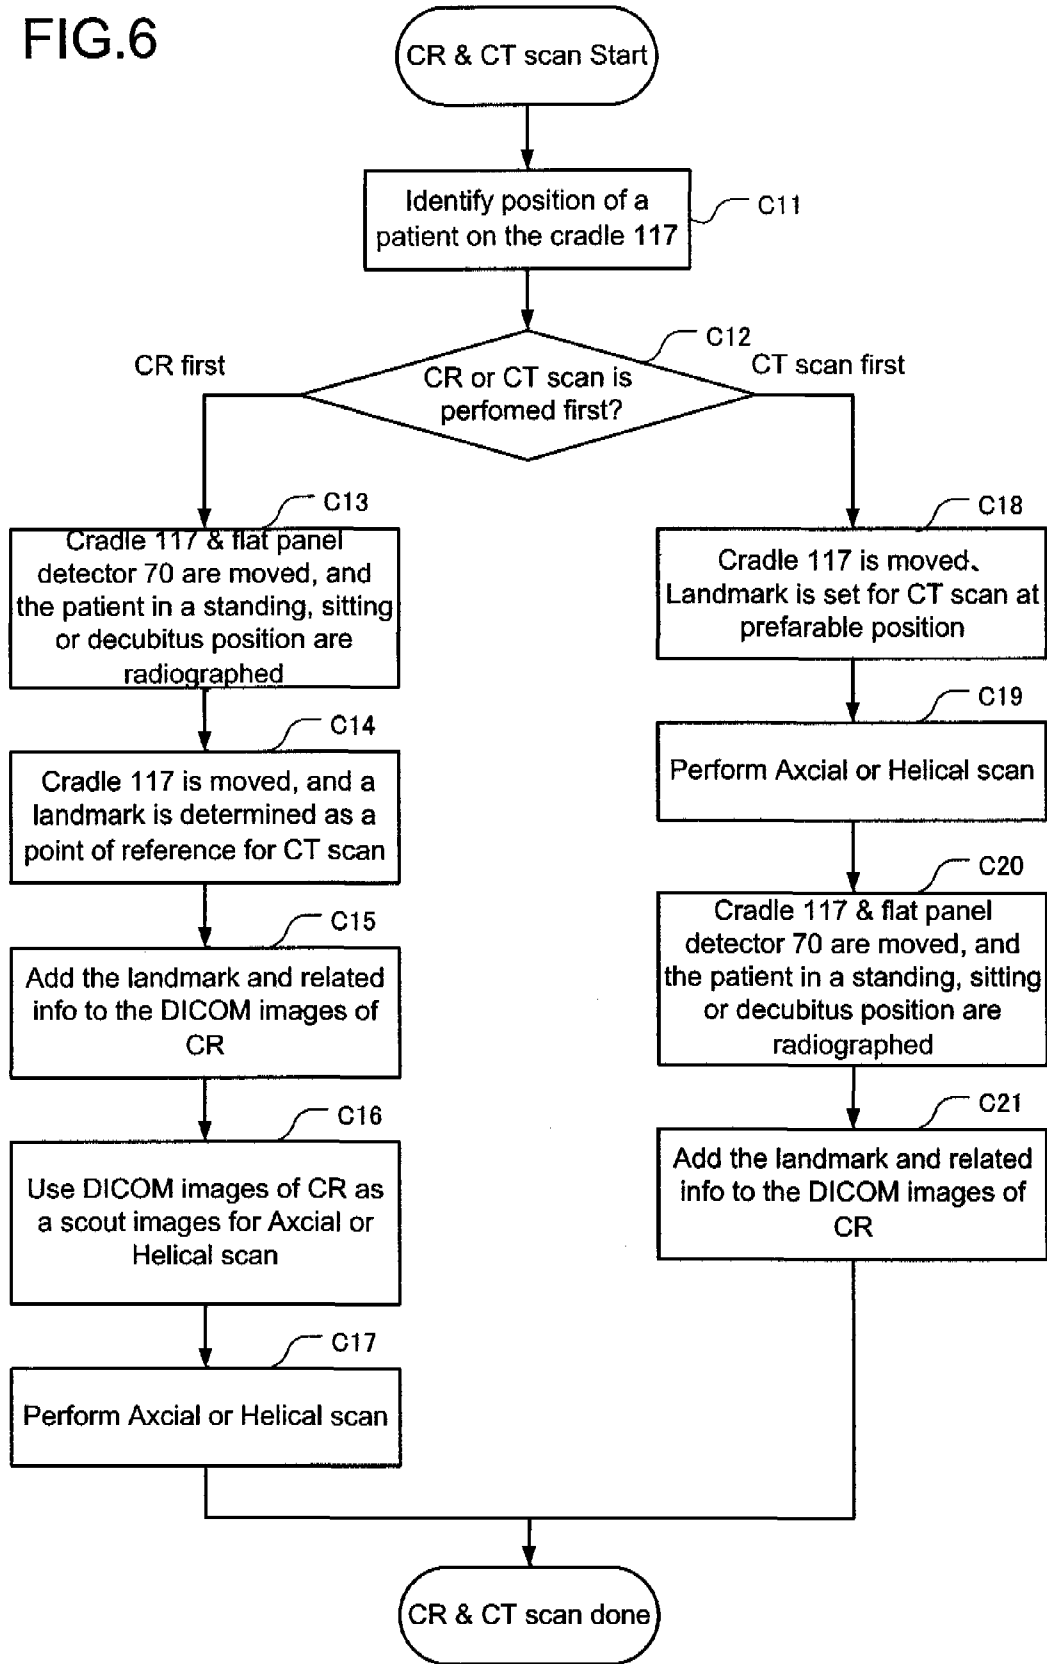 FIG.6
CR & CT scan Start
Identify position of a
patient on the cradle 117
C11
C12
CR first
CT scan first
CR or CT scan is
perfomed first?
C13
Cradle 117 & flat panel
detector 70 are moved, and
the patient in a standing, sitting
or decubitus position are
radiographed
C14
Cradle 117 is moved, and a
landmark is determined as a
point of reference for CT scan
C15
Add the landmark and related
info to the DICOM images of
CR
C16
Use DICOM images of CR as
a scout images for Axcial or
Helical scan
C17
Perform Axcial or Helical scan
C18
Cradle 117 is moved、
Landmark is set for CT scan at
prefarable position
C19
Perform Axcial or Helical scan
C20
Cradle 117 & flat panel
detector 70 are moved, and
the patient in a standing, sitting
or decubitus position are
radiographed
C21
Add the landmark and related
info to the DICOM images of
CR
CR & CT scan done